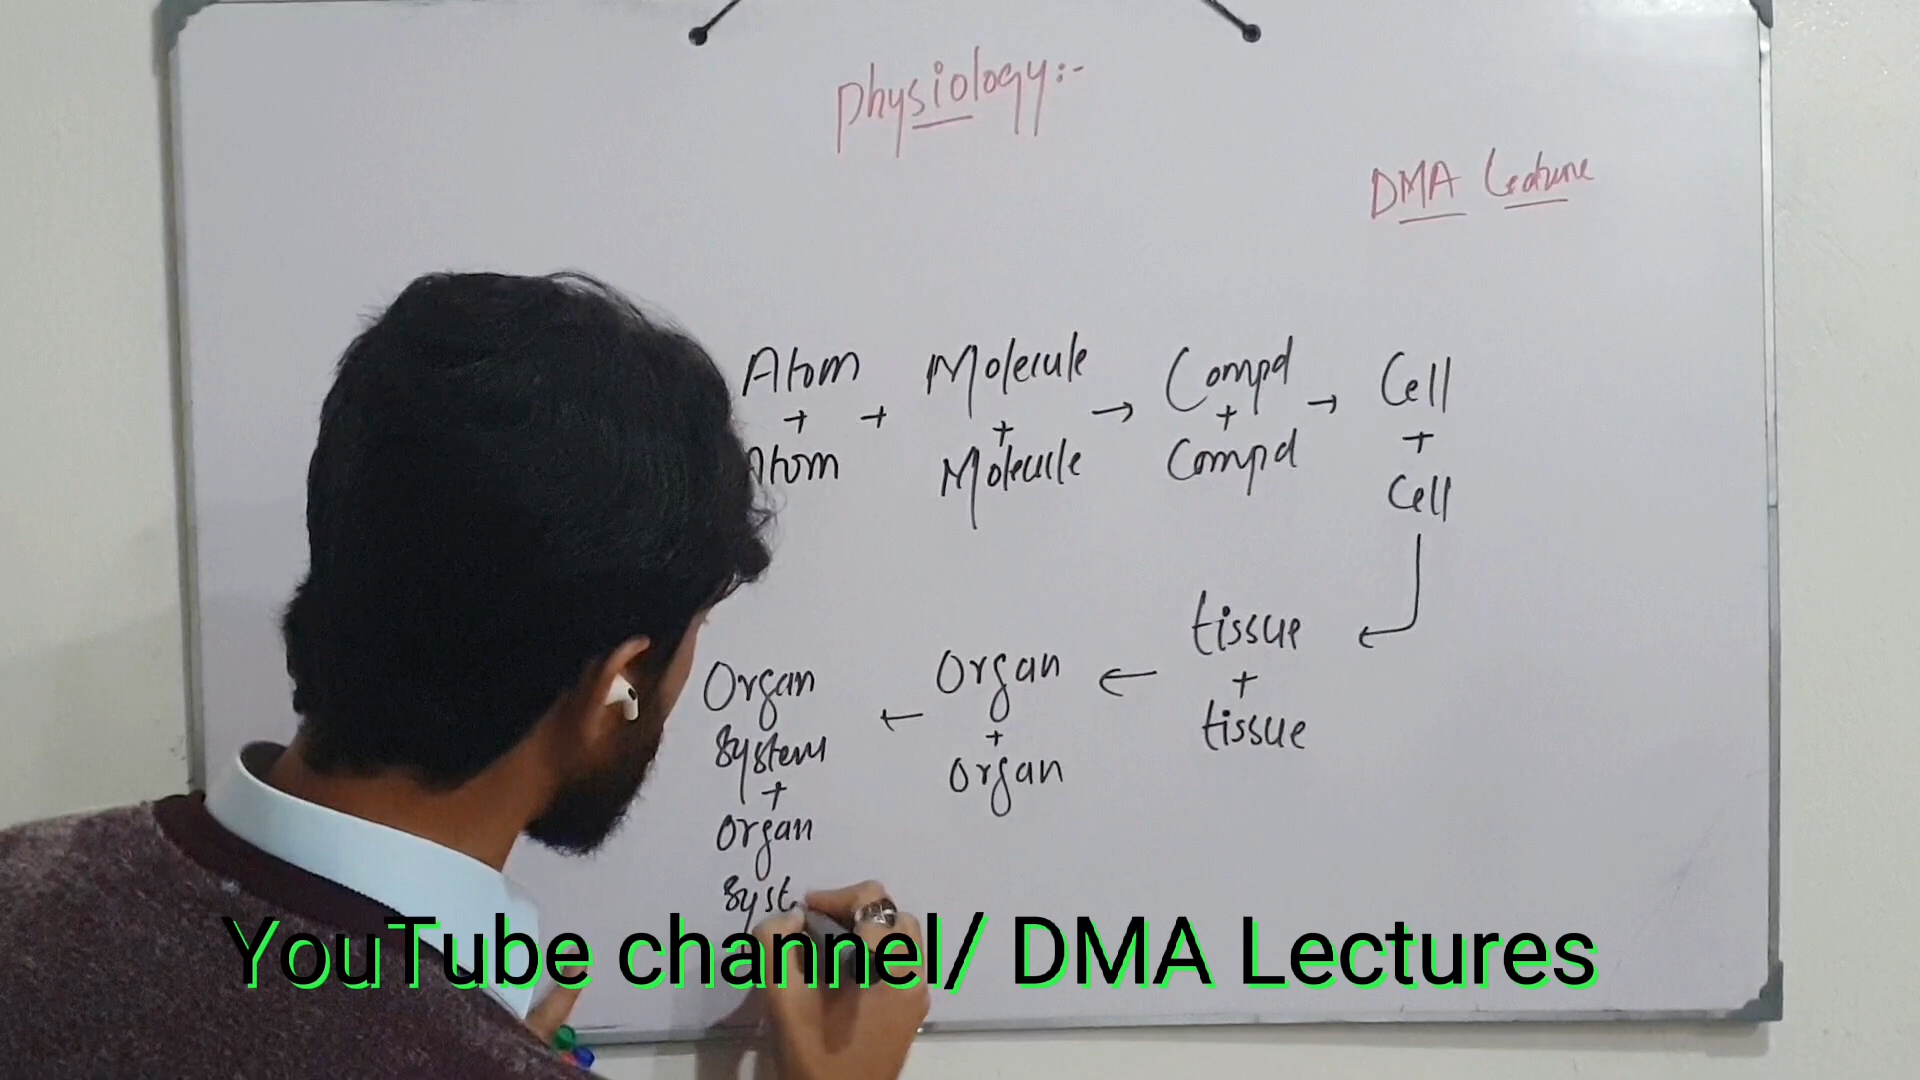 Physiology:-
DMA Lecture
Atom + Molecule → Compd → Cell
+ + + +
Atom Molecule Compd Cell
tissue
+
tissue
←
Organ
+
Organ
←
Organ
System
+
Organ
Syst
YouTube channel/ DMA Lectures